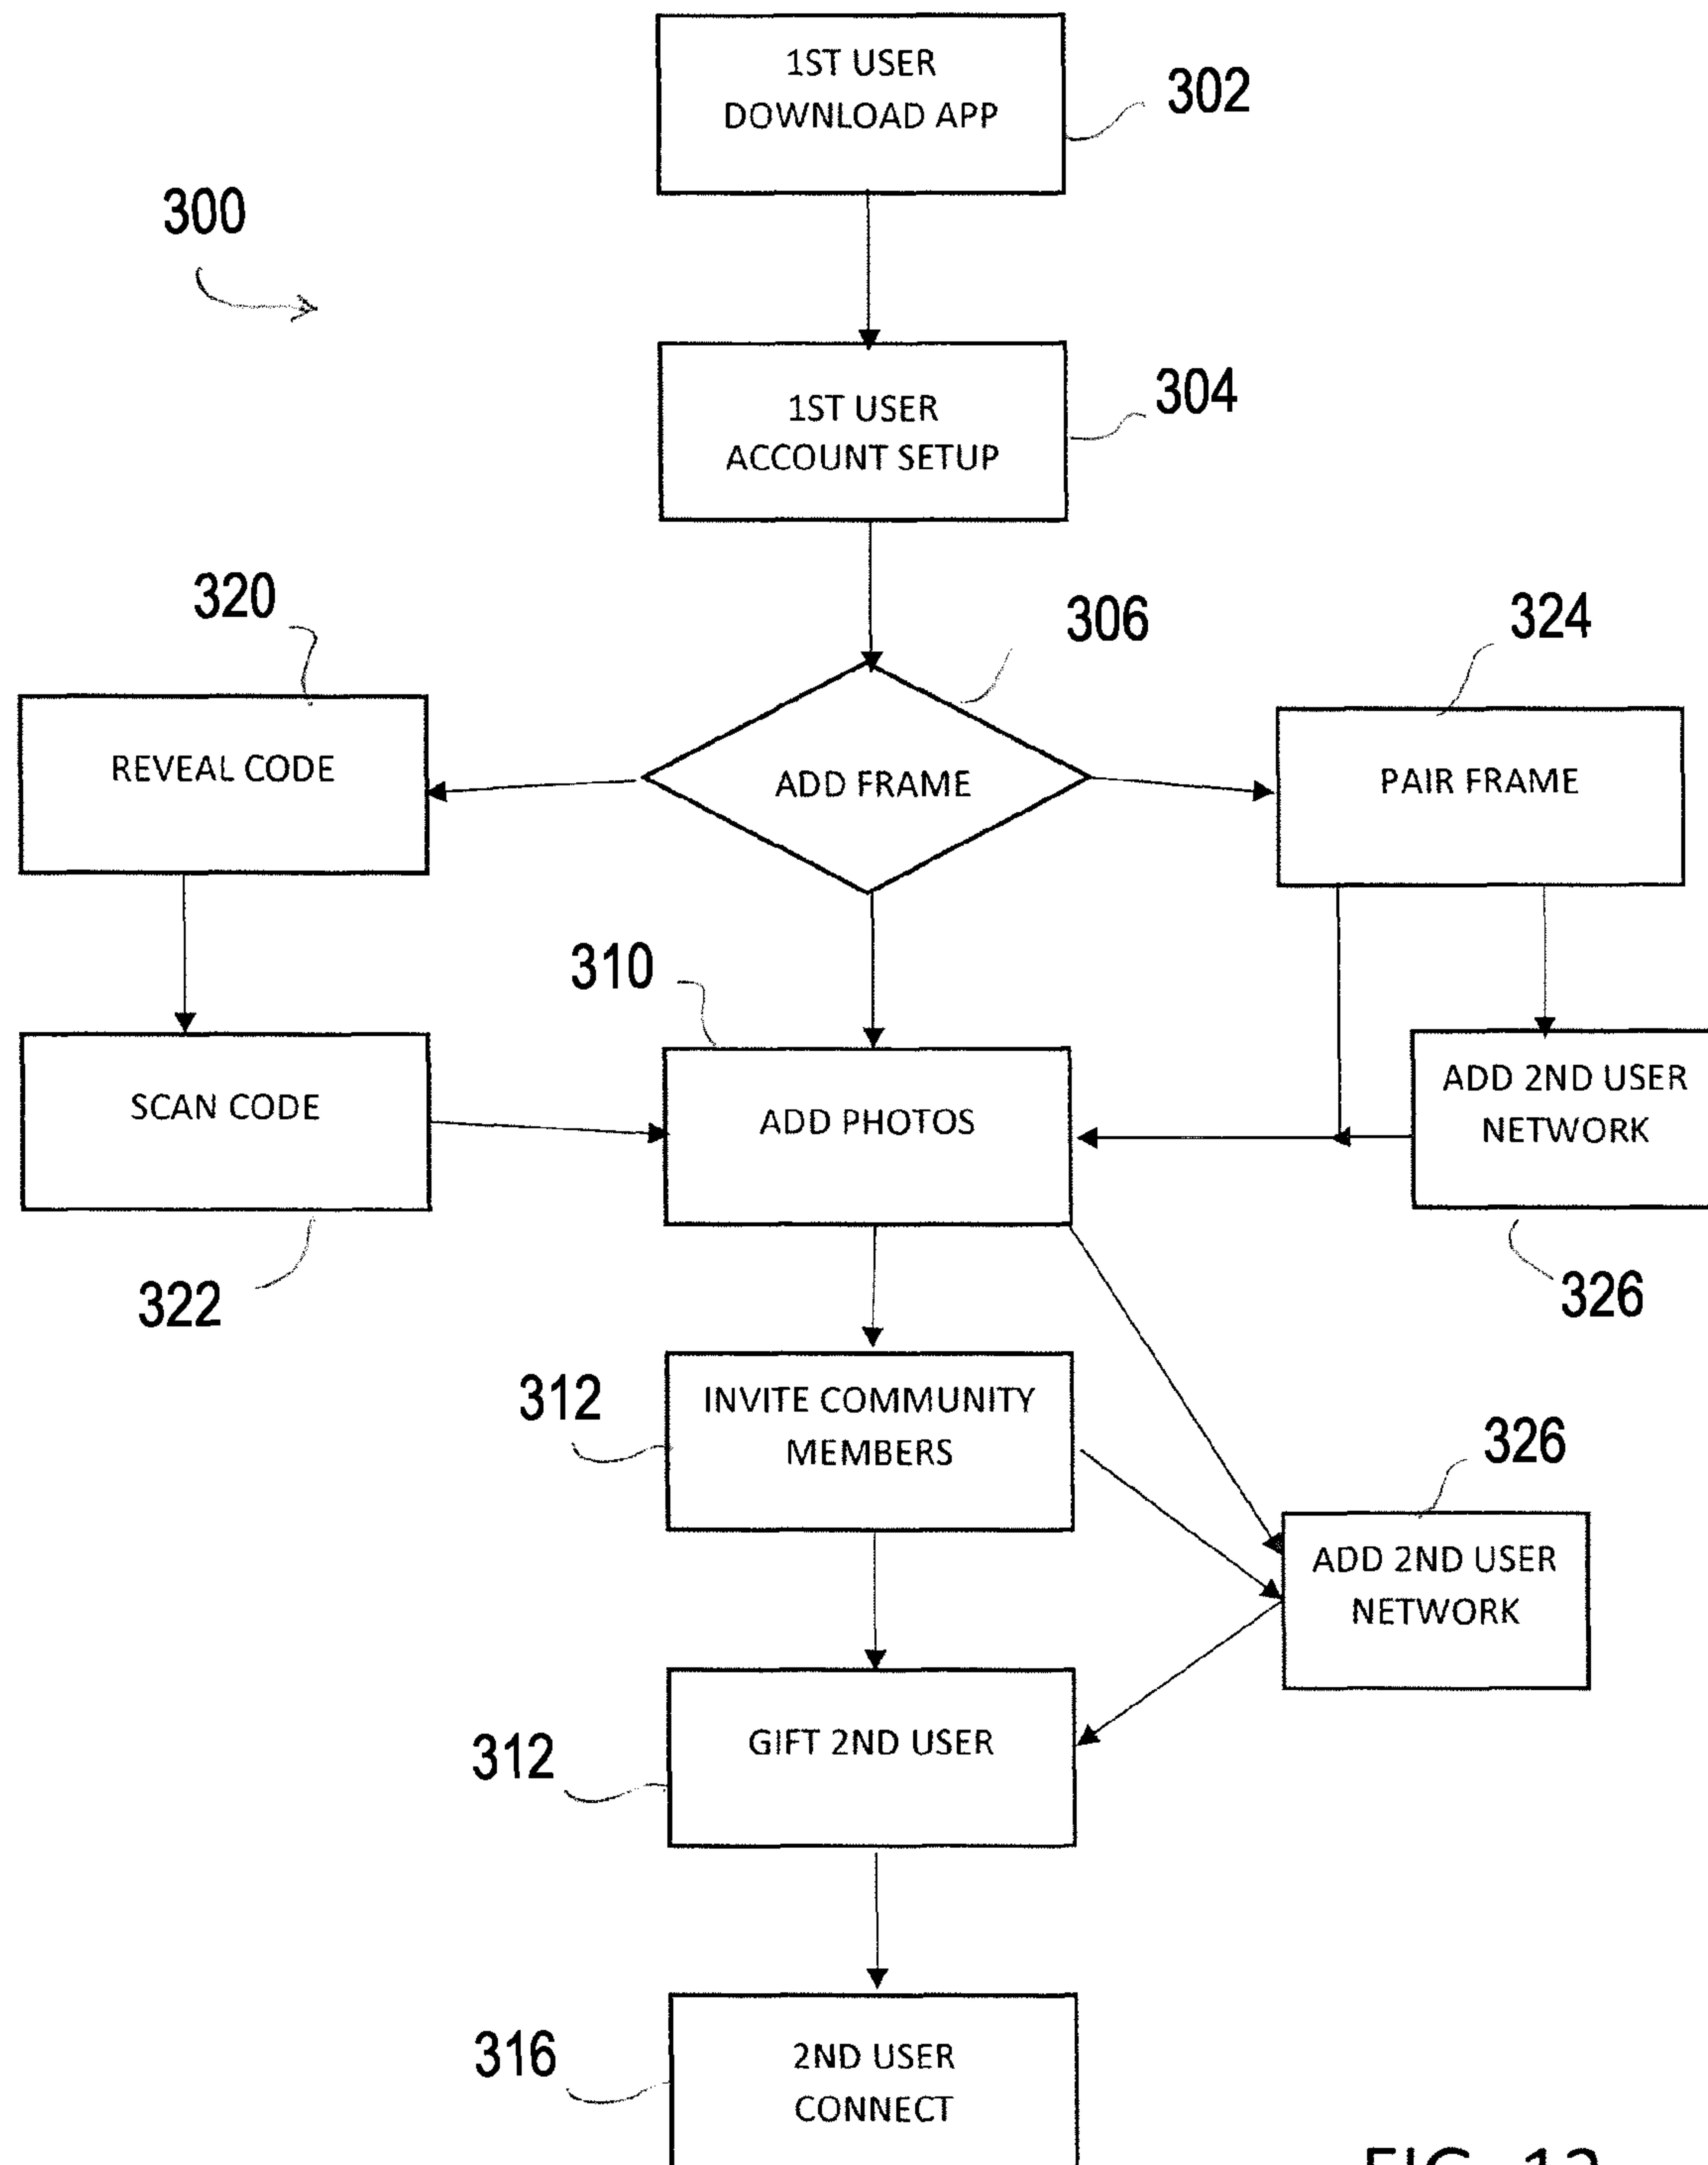 1ST USER
DOWNLOAD APP
302
300
1ST USER
ACCOUNT SETUP
304
320
306
324
REVEAL CODE
ADD FRAME
PAIR FRAME
310
SCAN CODE
ADD PHOTOS
ADD 2ND USER
NETWORK
322
326
312
INVITE COMMUNITY
MEMBERS
326
ADD 2ND USER
NETWORK
312
GIFT 2ND USER
316
2ND USER
CONNECT